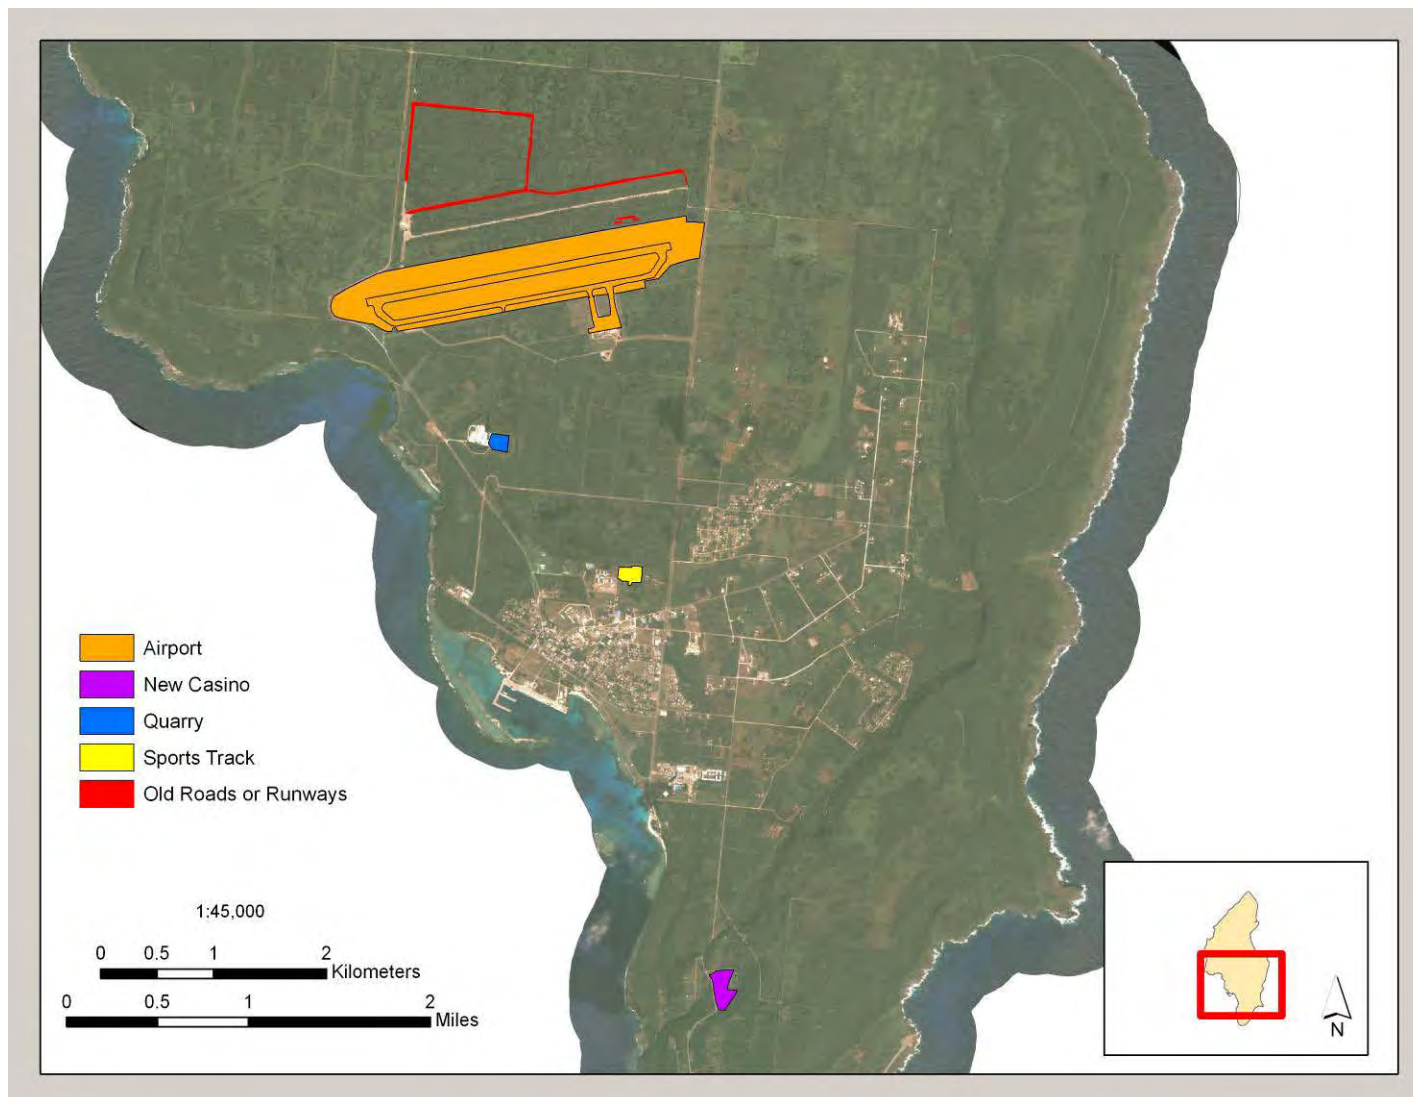 Airport
New Casino
Quarry
Sports Track
Old Roads or Runways
1:45,000
0 0.5 1 2
Kilometers
0 0.5 1 2
Miles
N